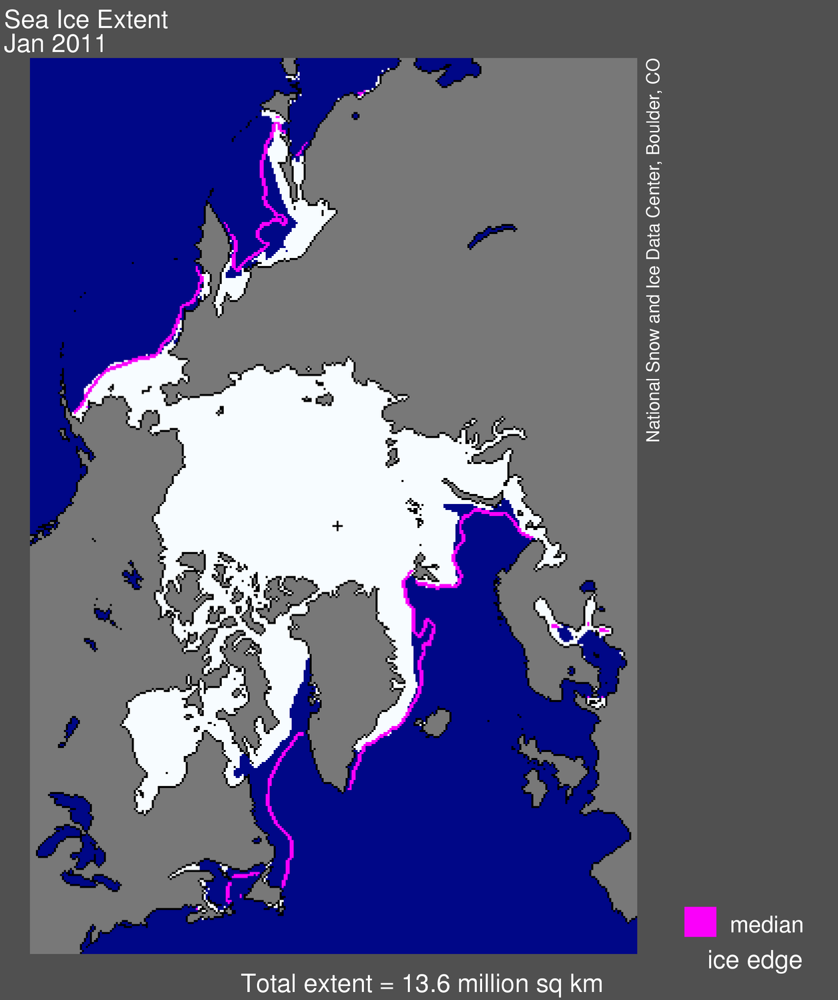 Sea Ice Extent
Jan 2011
National Snow and Ice Data Center, Boulder, CO
median
ice edge
Total extent = 13.6 million sq km